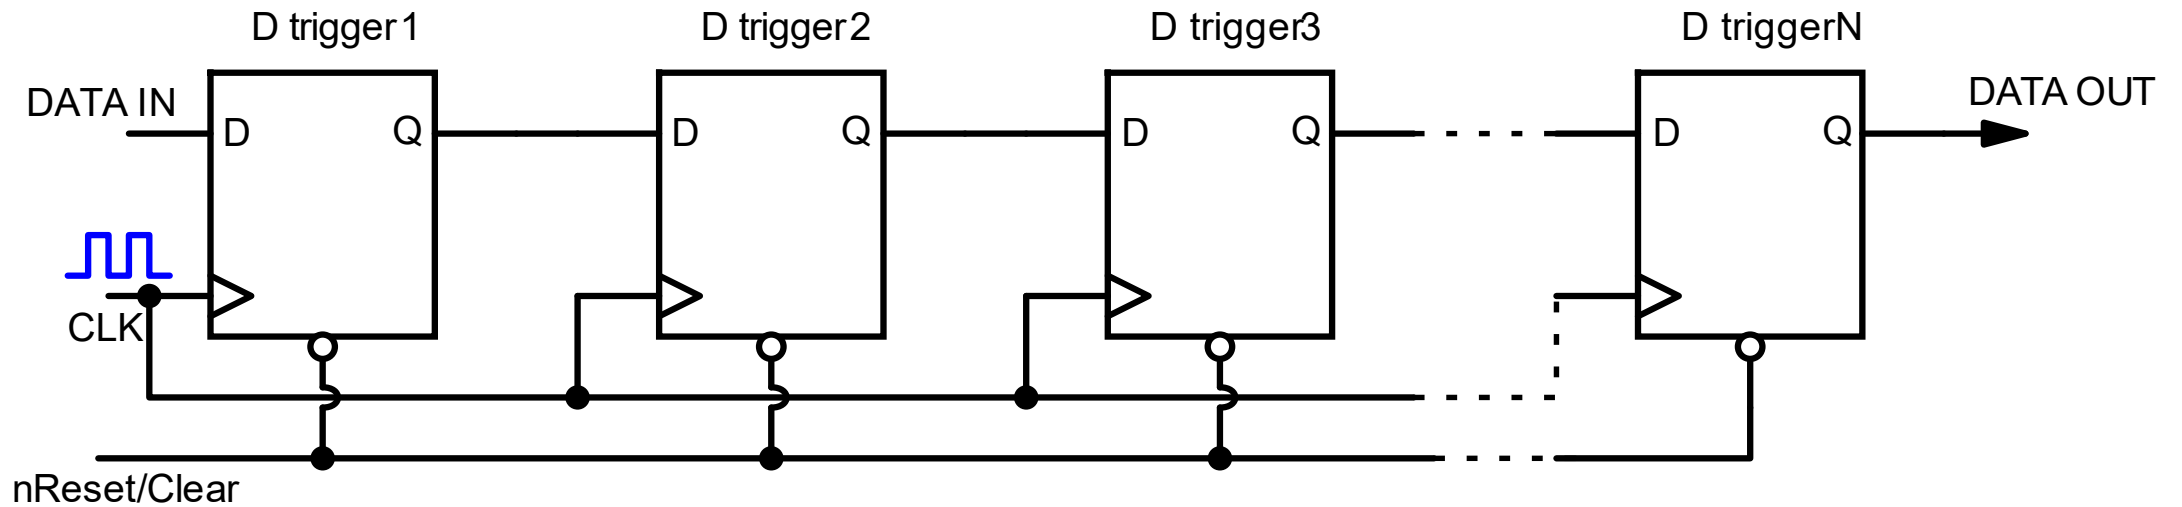 D trigger1
D trigger2
D trigger3
D triggerN
DATA IN
DATA OUT
D
Q
D
Q
D
Q
D
Q
CLK
nReset/Clear